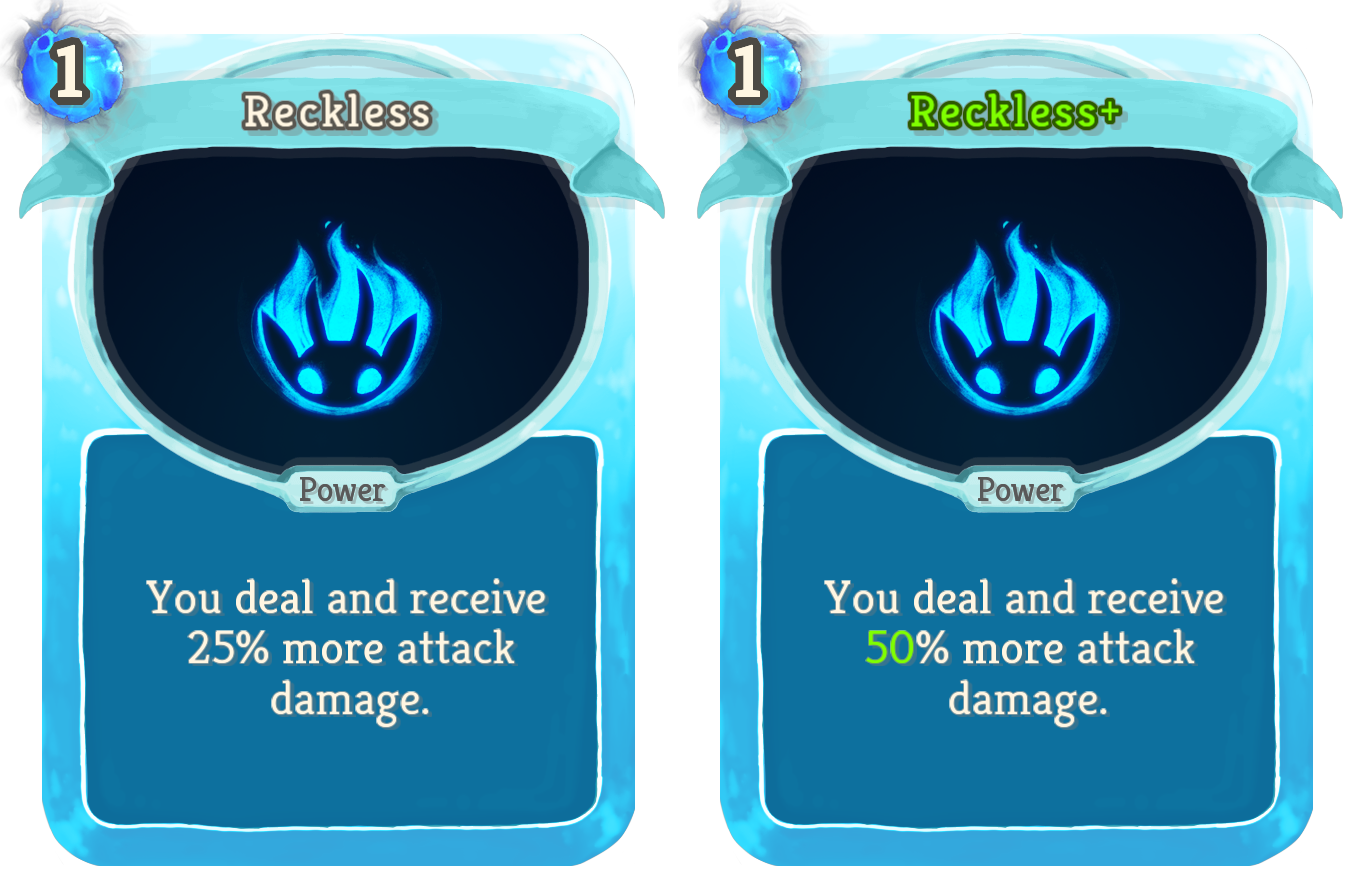 1
Reckless
Power
You deal and receive
25% more attack
damage.
1
Reckless+
Power
You deal and receive
50% more attack
damage.